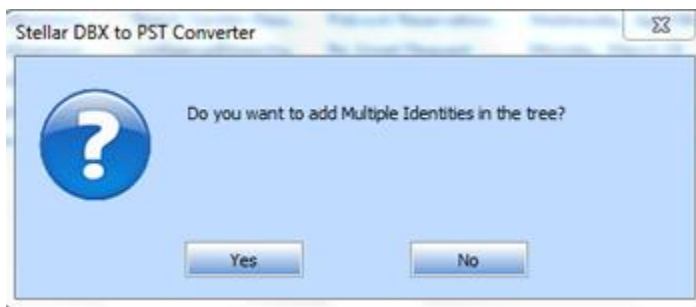 Stellar DBX to PST Converter
Do you want to add Multiple Identities in the tree?
Yes
No